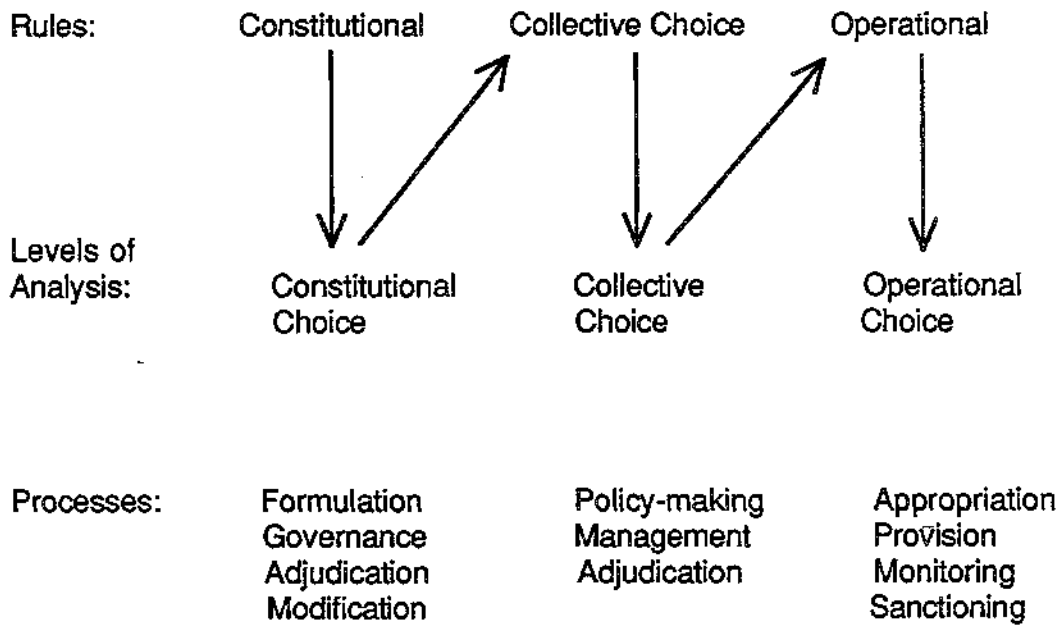 Rules: Constitutional Collective Choice Operational
Levels of
Analysis: Constitutional Collective Operational
Choice Choice Choice
Processes: Formulation Policy-making Appropriation
Governance Management Provision
Adjudication Adjudication Monitoring
Modification Sanctioning